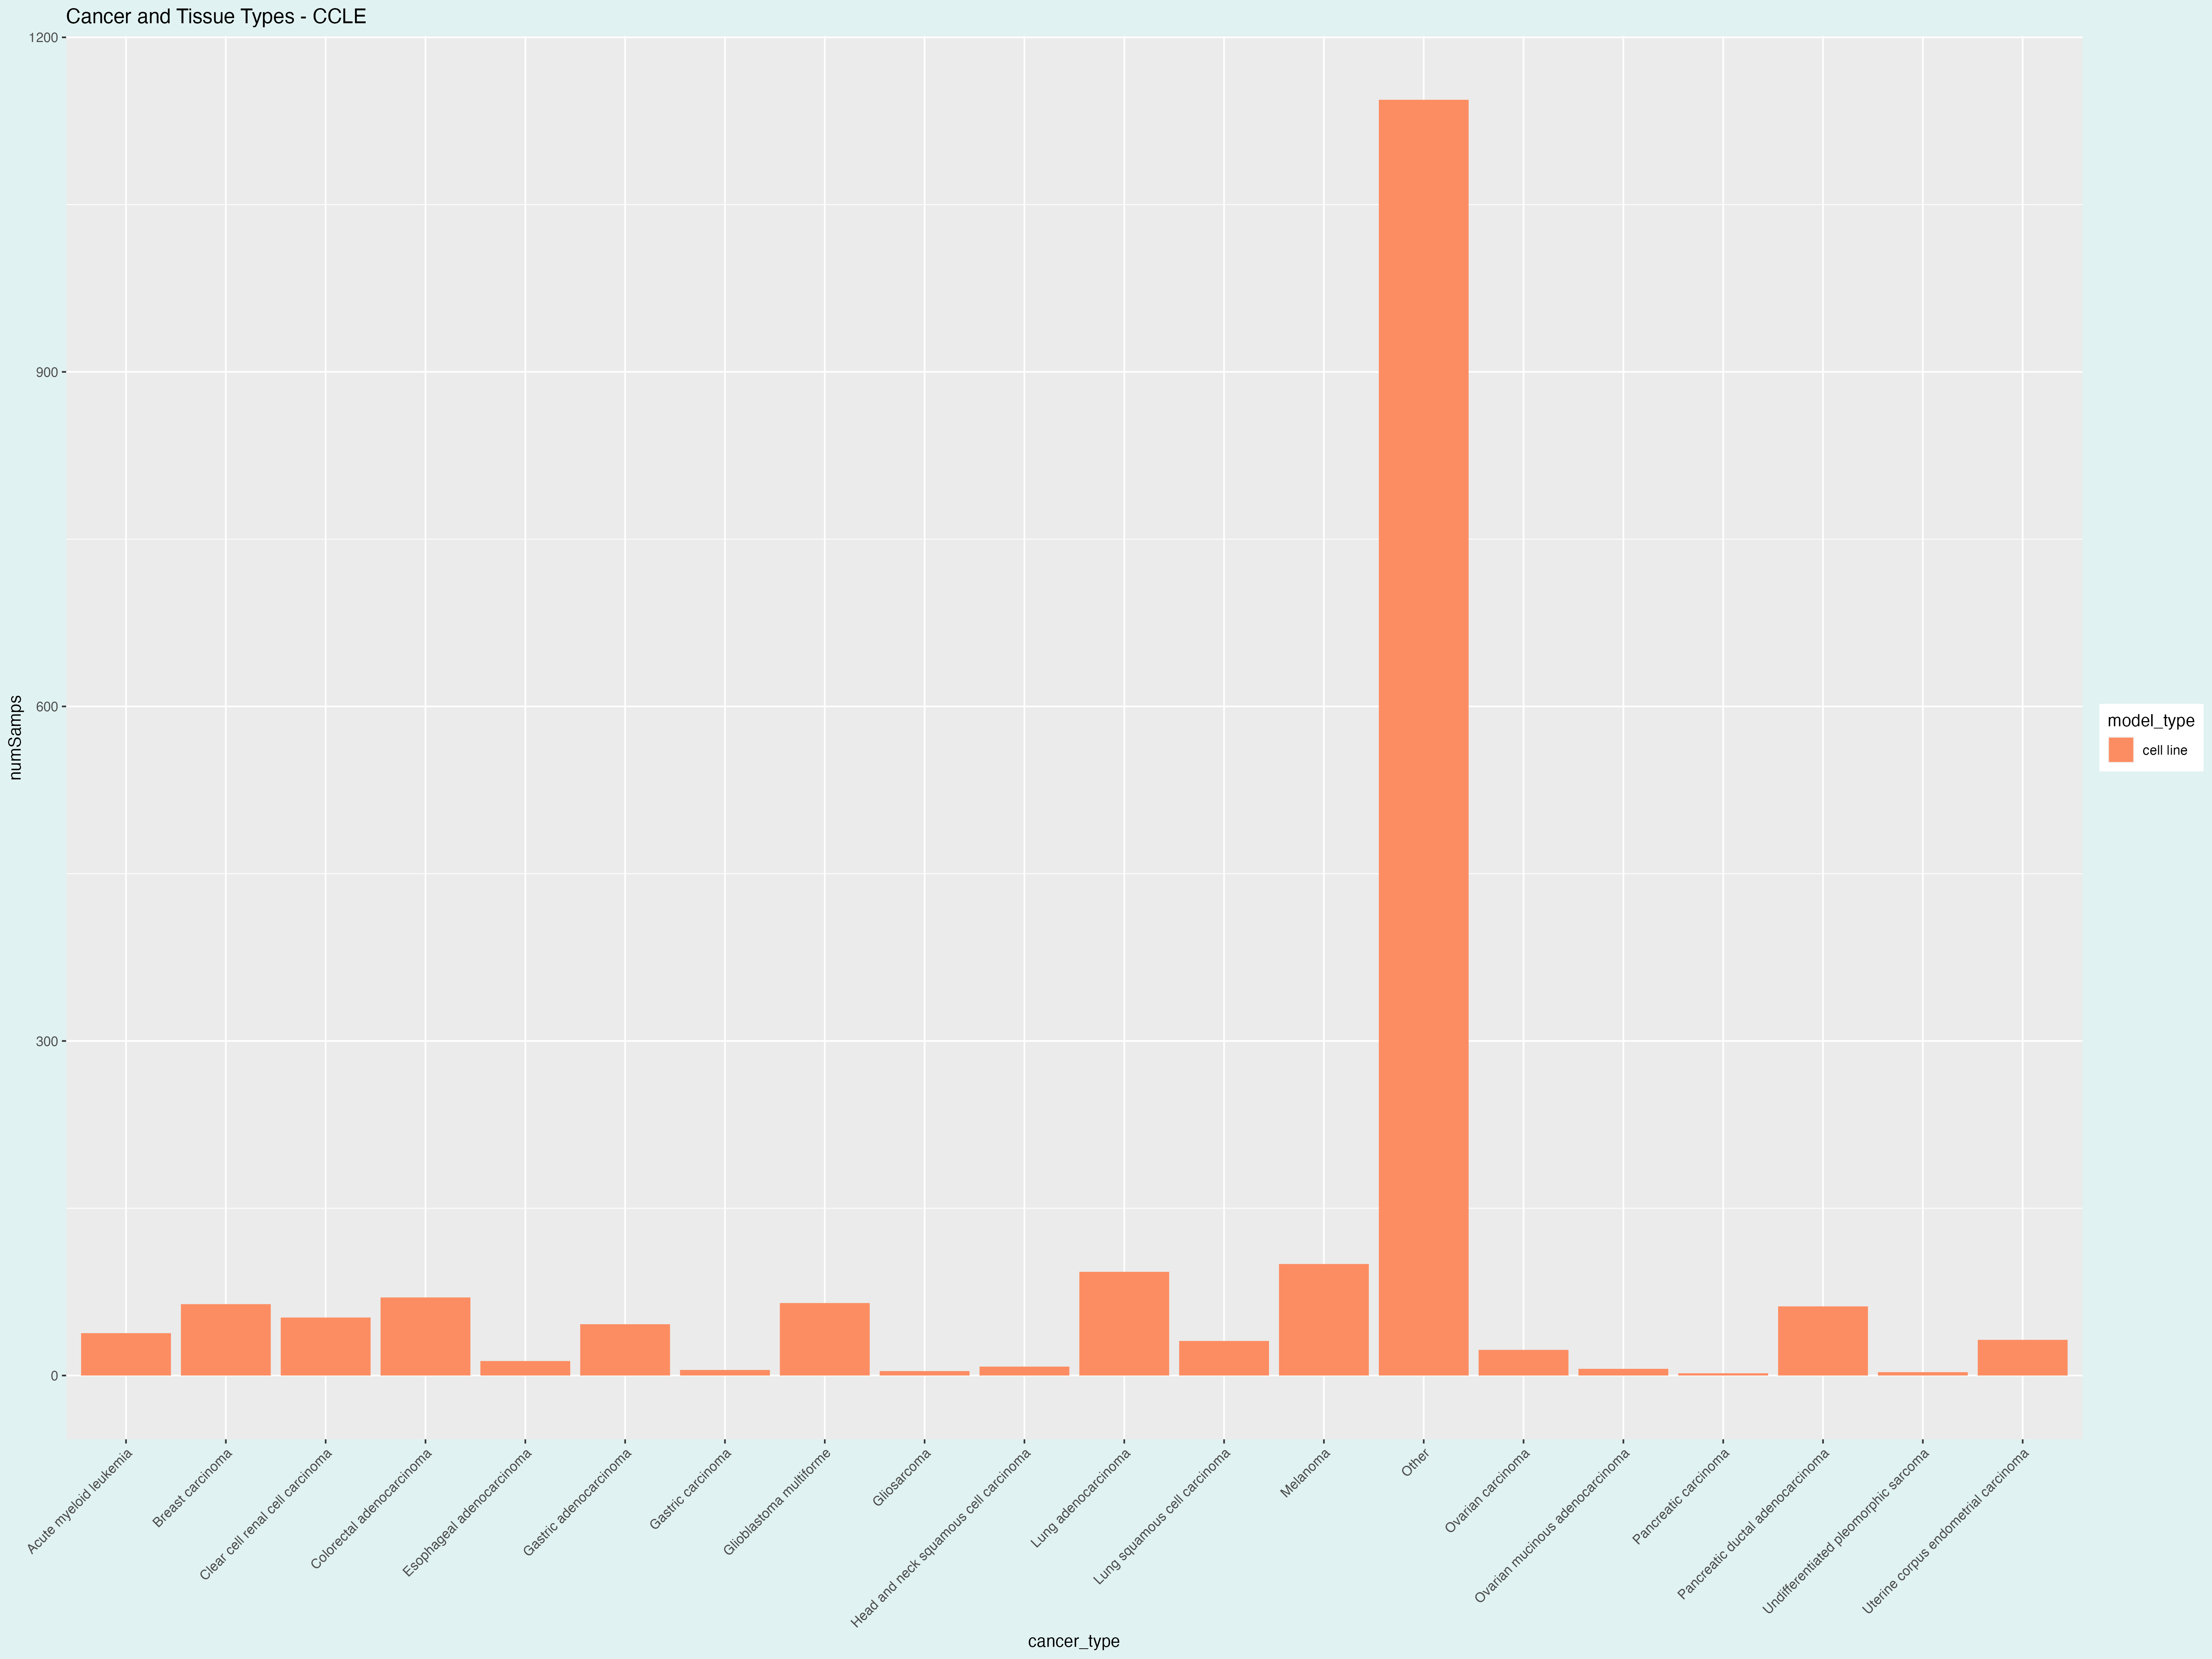 Cancer and Tissue Types - CCLE
1200
900
600
300
0
numSamps
Acute myeloid leukemia
Breast carcinoma
Clear cell renal cell carcinoma
Colorectal adenocarcinoma
Esophageal adenocarcinoma
Gastric adenocarcinoma
Gastric carcinoma
Glioblastoma multiforme
Gliosarcoma
Head and neck squamous cell carcinoma
Lung adenocarcinoma
Lung squamous cell carcinoma
Melanoma
Other
Ovarian carcinoma
Ovarian mucinous adenocarcinoma
Pancreatic carcinoma
Pancreatic ductal adenocarcinoma
Undifferentiated pleomorphic sarcoma
Uterine corpus endometrial carcinoma
cancer_type
model_type
cell line